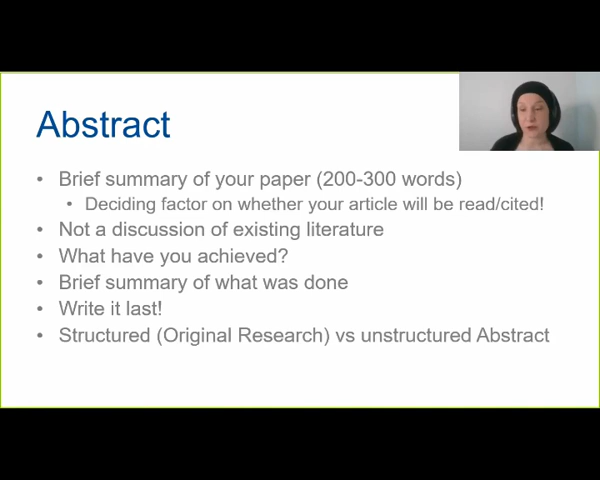 Abstract
• Brief summary of your paper (200-300 words)
• Deciding factor on whether your article will be read/cited!
• Not a discussion of existing literature
• What have you achieved?
• Brief summary of what was done
• Write it last!
• Structured (Original Research) vs unstructured Abstract